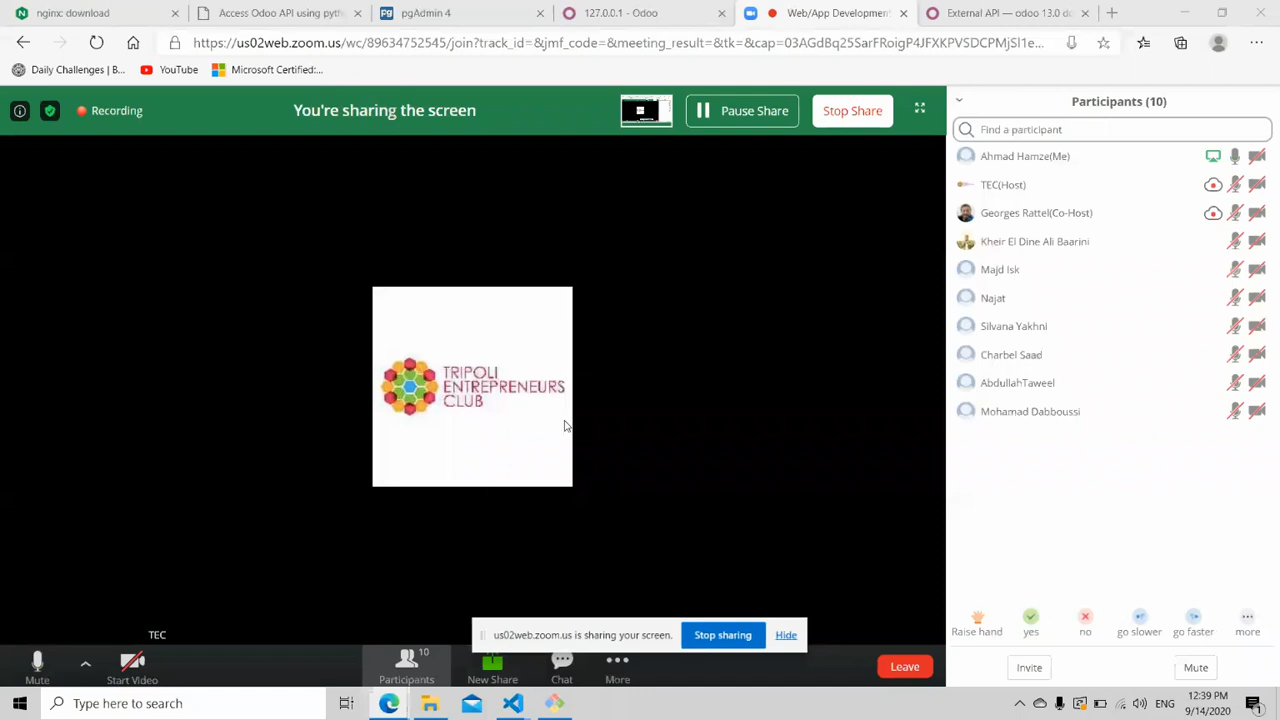 nginx download
Access Odoo API using pyth
pgAdmin 4
127.0.0.1 - Odoo
Web/App Development
External API — odoo 13.0 do
https://us02web.zoom.us/wc/89634752545/join?track_id=&jmf_code=&meeting_result=&tk=&cap=03AGdBq25SarFRoigP4JFXKPVSDCPMjSl1e...
Daily Challenges | B...
YouTube
Microsoft Certified:...
Recording
You're sharing the screen
Pause Share
Stop Share
Participants (10)
Find a participant
Ahmad Hamze(Me)
TEC(Host)
Georges Rattel(Co-Host)
Kheir El Dine Ali Baarini
Majd Isk
Najat
Silvana Yakhni
Charbel Saad
AbdullahTaweel
Mohamad Dabboussi
TRIPOLI
ENTREPRENEURS
CLUB
Raise hand
yes
no
go slower
go faster
more
TEC
us02web.zoom.us is sharing your screen.
Stop sharing
Hide
Mute
Start Video
10
Participants
New Share
Chat
More
Leave
Invite
Mute
Type here to search
ENG
12:39 PM
9/14/2020
1